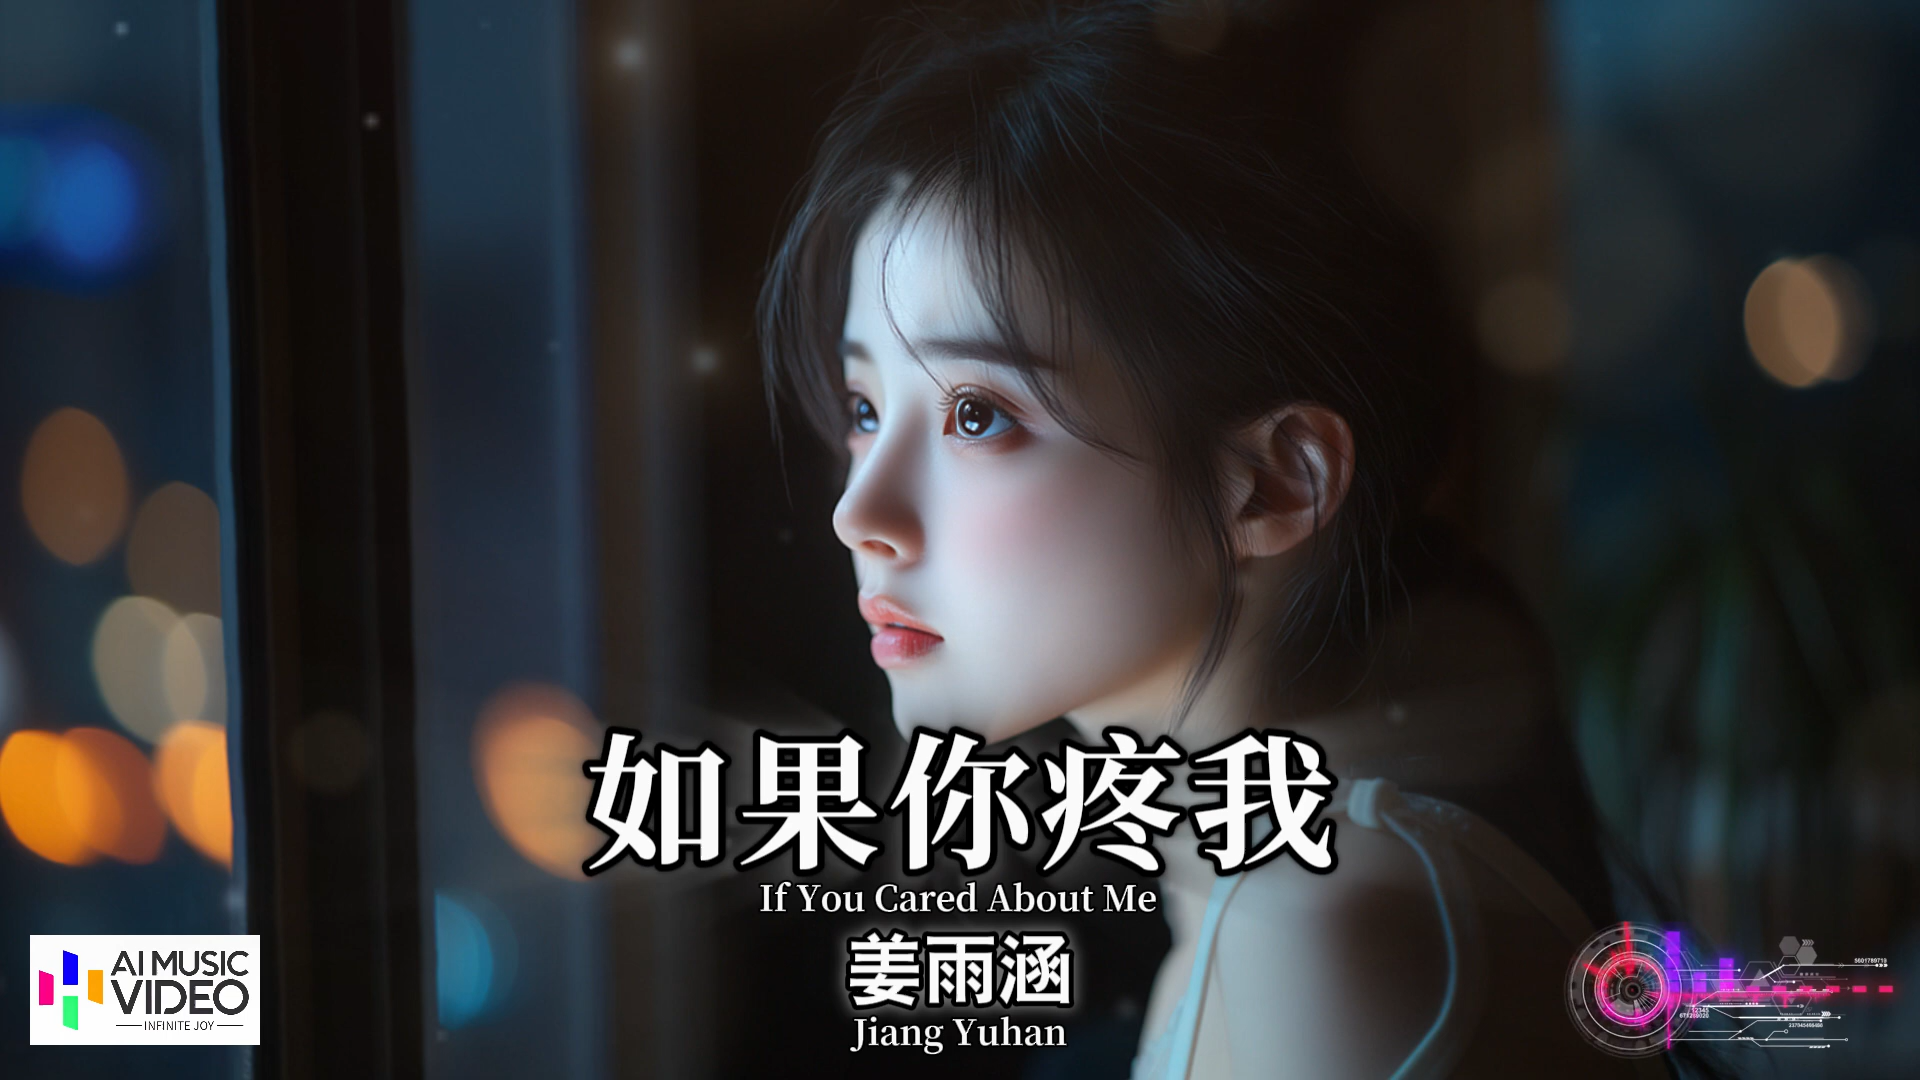 如果你疼我
If You Cared About Me
姜雨涵
Jiang Yuhan
AI MUSIC
VIDEO
INFINITE JOY